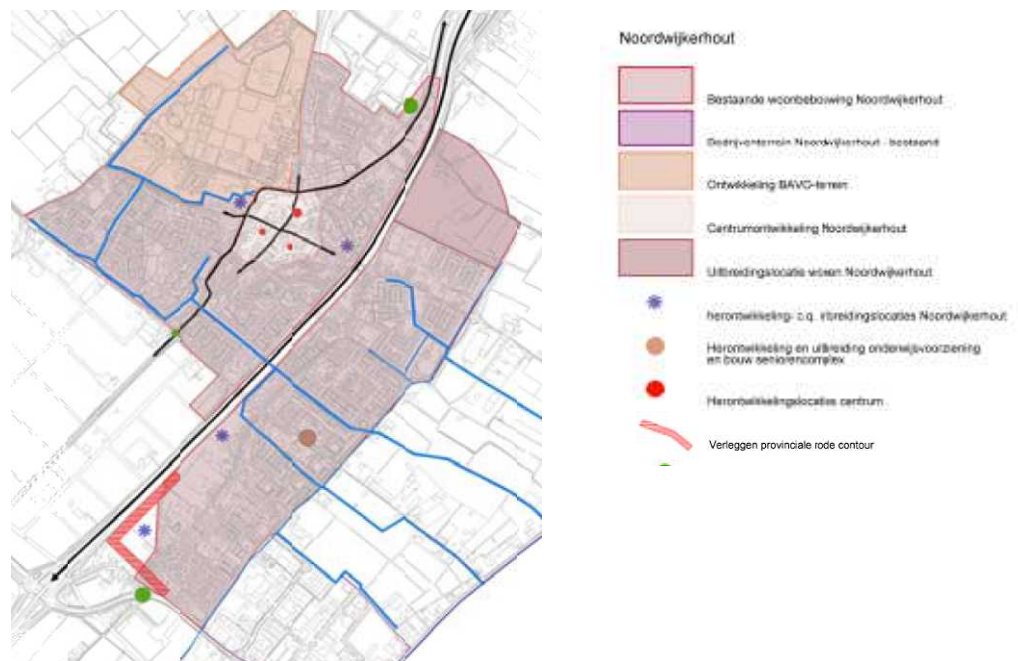 Noordwijkerhout
Bestaande woonbebouwing Noordwijkerhout
Bedrijventerrein Noordwijkerhout - bestaand
Ontwikkeling BAVO-terrein
Centrumontwikkeling Noordwijkerhout
Uitbreidingslocatie wonen Noordwijkerhout
herontwikkeling- c.q. inbreidingslocaties Noordwijkerhout
Herontwikkeling en uitbreiding onderwijsvoorziening
en bouw seniorencomplex
Herontwikkelingslocaties centrum
Verleggen provinciale rode contour